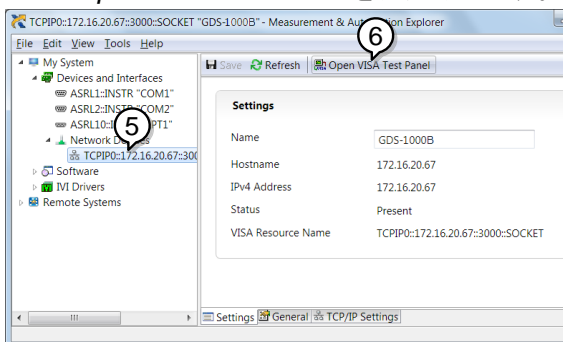 TCPIP0::172.16.20.67::3000::SOCKET "GDS-1000B" - Measurement & Automation Explorer
File Edit View Tools Help
My System
Devices and Interfaces
ASRL1::INSTR "COM1"
ASRL2::INSTR "COM2"
ASRL10::I PT1"
Network D
TCPIP0::172.16.20.67::300
Software
IVI Drivers
Remote Systems
5
6
Save Refresh Open VISA Test Panel
Settings
Name GDS-1000B
Hostname 172.16.20.67
IPv4 Address 172.16.20.67
Status Present
VISA Resource Name TCPIP0::172.16.20.67::3000::SOCKET
Settings General TCP/IP Settings